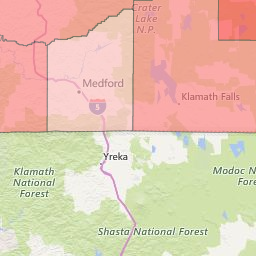 Crater
Lake
N.P.
Medford
5
Klamath Falls
Yreka
Klamath
National
Forest
Modoc
National
Forest
Shasta National Forest